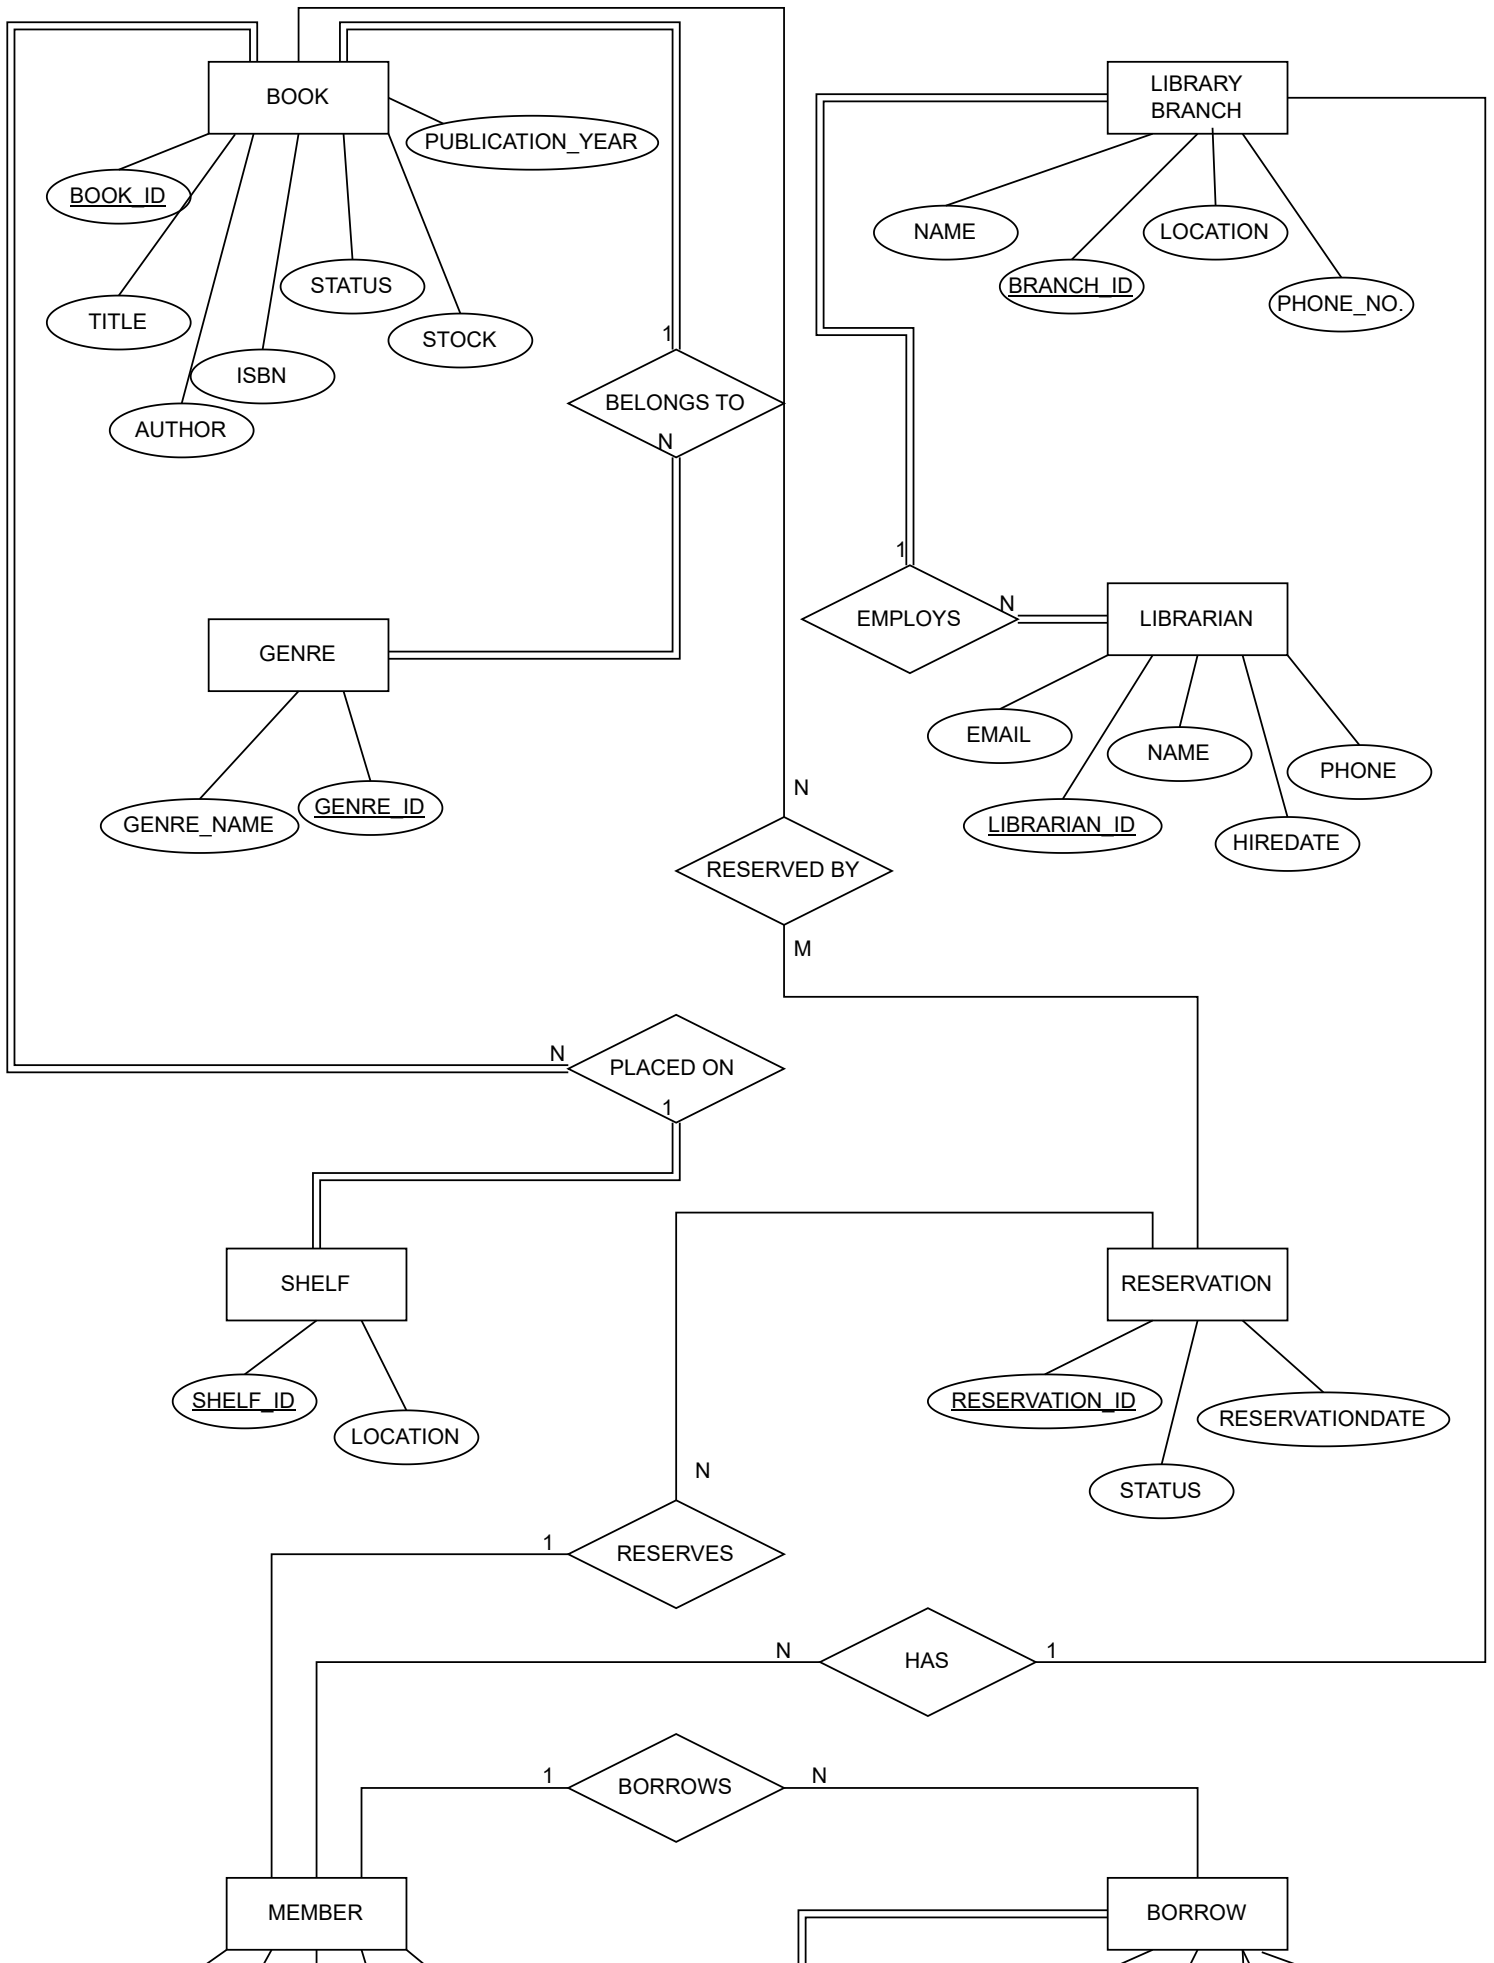 BOOK
LIBRARY
BRANCH
PUBLICATION_YEAR
BOOK_ID
NAME
LOCATION
STATUS
BRANCH_ID
PHONE_NO.
TITLE
STOCK
1
ISBN
BELONGS TO
AUTHOR
N
1
N
EMPLOYS
LIBRARIAN
GENRE
EMAIL
NAME
PHONE
N
GENRE_ID
GENRE_NAME
LIBRARIAN_ID
HIREDATE
RESERVED BY
M
N
PLACED ON
1
SHELF
RESERVATION
SHELF_ID
RESERVATION_ID
RESERVATIONDATE
LOCATION
N
STATUS
1
RESERVES
N
1
HAS
1
N
BORROWS
MEMBER
BORROW